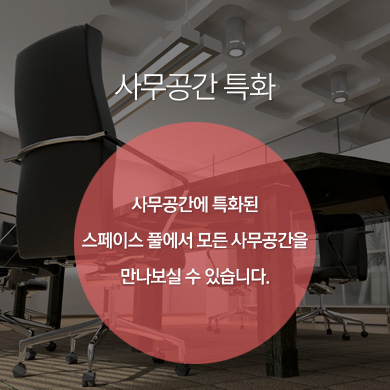 사무공간 특화
사무공간에 특화된
스페이스 풀에서 모든 사무공간을
만나보실 수 있습니다.